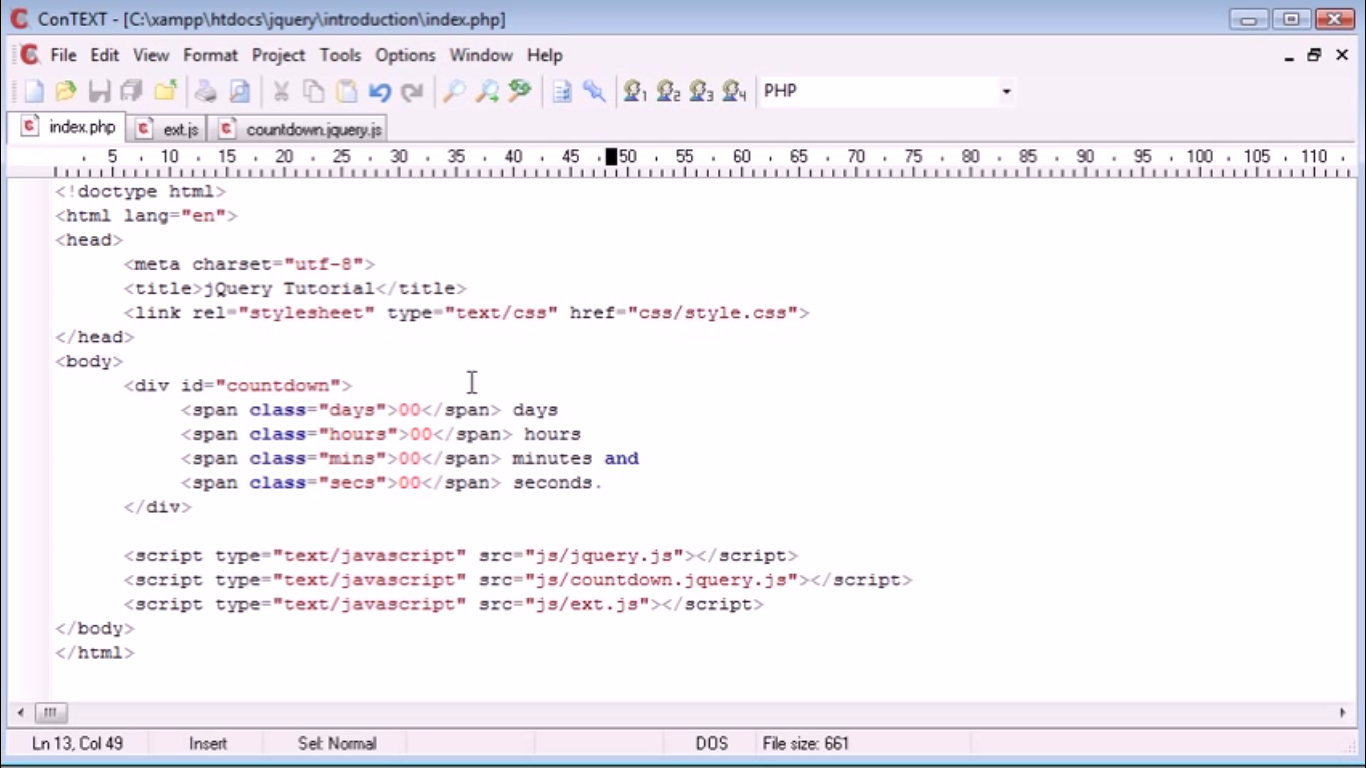 ConTEXT - [C:\xampp\htdocs\jquery\introduction\index.php]
File Edit View Format Project Tools Options Window Help
1 2 3 4 PHP
index.php ext.js countdown.jquery.js
5 10 15 20 25 30 35 40 45 50 55 60 65 70 75 80 85 90 95 100 105 110
<!doctype html>
<html lang="en">
<head>
<meta charset="utf-8">
<title>jQuery Tutorial</title>
<link rel="stylesheet" type="text/css" href="css/style.css">
</head>
<body>
<div id="countdown">
<span class="days">00</span> days
<span class="hours">00</span> hours
<span class="mins">00</span> minutes and
<span class="secs">00</span> seconds.
</div>
<script type="text/javascript" src="js/jquery.js"></script>
<script type="text/javascript" src="js/countdown.jquery.js"></script>
<script type="text/javascript" src="js/ext.js"></script>
</body>
</html>
Ln 13, Col 49 Insert Sel: Normal DOS File size: 661